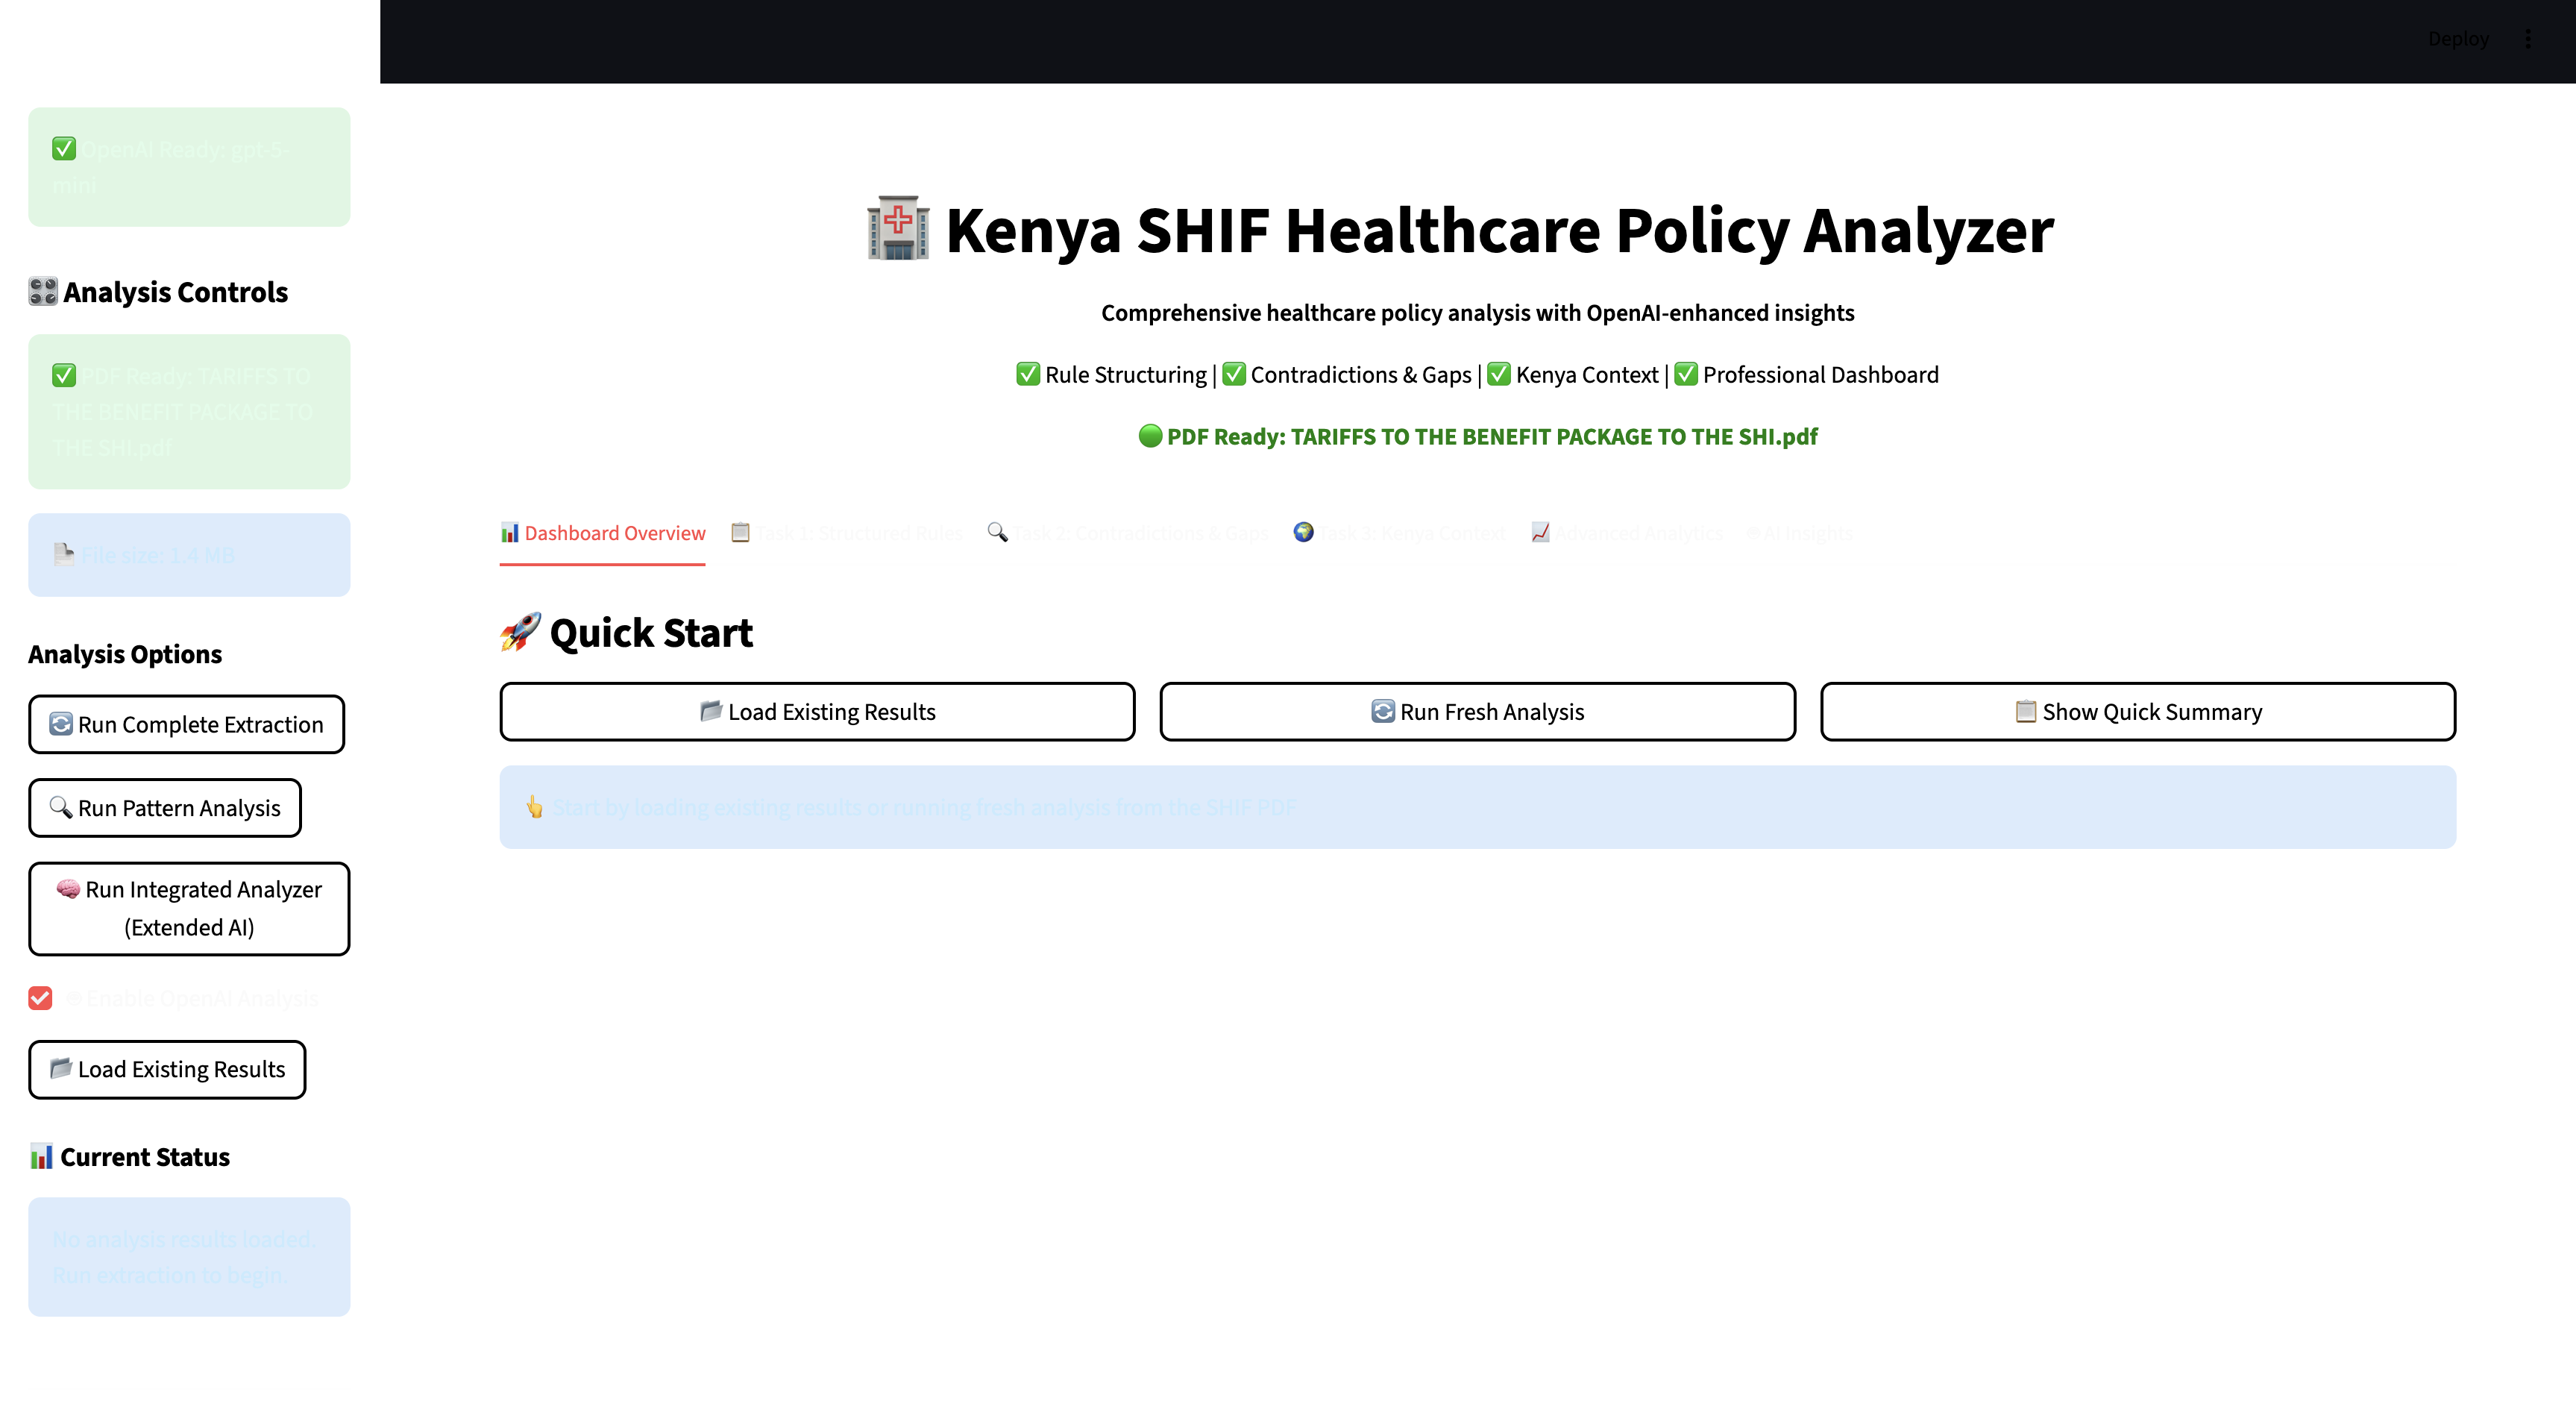 Deploy
✅ OpenAI Ready: gpt-5-
mini
🎛️ Analysis Controls
✅ PDF Ready: TARIFFS TO
THE BENEFIT PACKAGE TO
THE SHI.pdf
📄 File size: 1.4 MB
Analysis Options
🔄 Run Complete Extraction
🔍 Run Pattern Analysis
🧠 Run Integrated Analyzer
(Extended AI)
Enable OpenAI Analysis
📂 Load Existing Results
📊 Current Status
No analysis results loaded.
Run extraction to begin.
🏥 Kenya SHIF Healthcare Policy Analyzer
Comprehensive healthcare policy analysis with OpenAI-enhanced insights
✅ Rule Structuring | ✅ Contradictions & Gaps | ✅ Kenya Context | ✅ Professional Dashboard
🟢 PDF Ready: TARIFFS TO THE BENEFIT PACKAGE TO THE SHI.pdf
📊 Dashboard Overview 📋 Task 1: Structured Rules 🔍 Task 2: Contradictions & Gaps 🌍 Task 3: Kenya Context 📈 Advanced Analytics AI Insights
🚀 Quick Start
📂 Load Existing Results 🔄 Run Fresh Analysis 📋 Show Quick Summary
👆 Start by loading existing results or running fresh analysis from the SHIF PDF